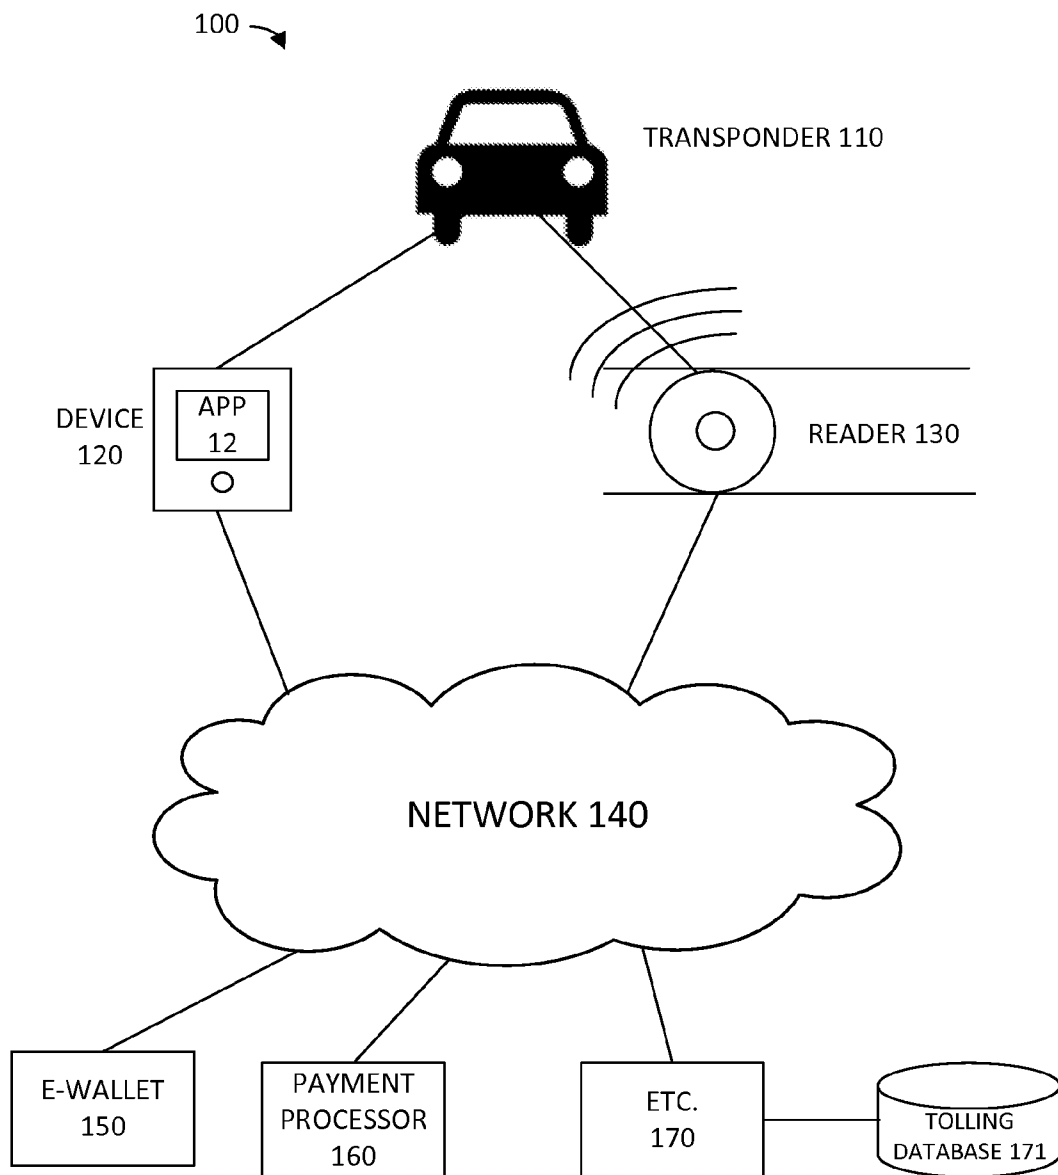 100
TRANSPONDER 110
DEVICE
120
APP
12
READER 130
NETWORK 140
E-WALLET
150
PAYMENT
PROCESSOR
160
ETC.
170
TOLLING
DATABASE 171